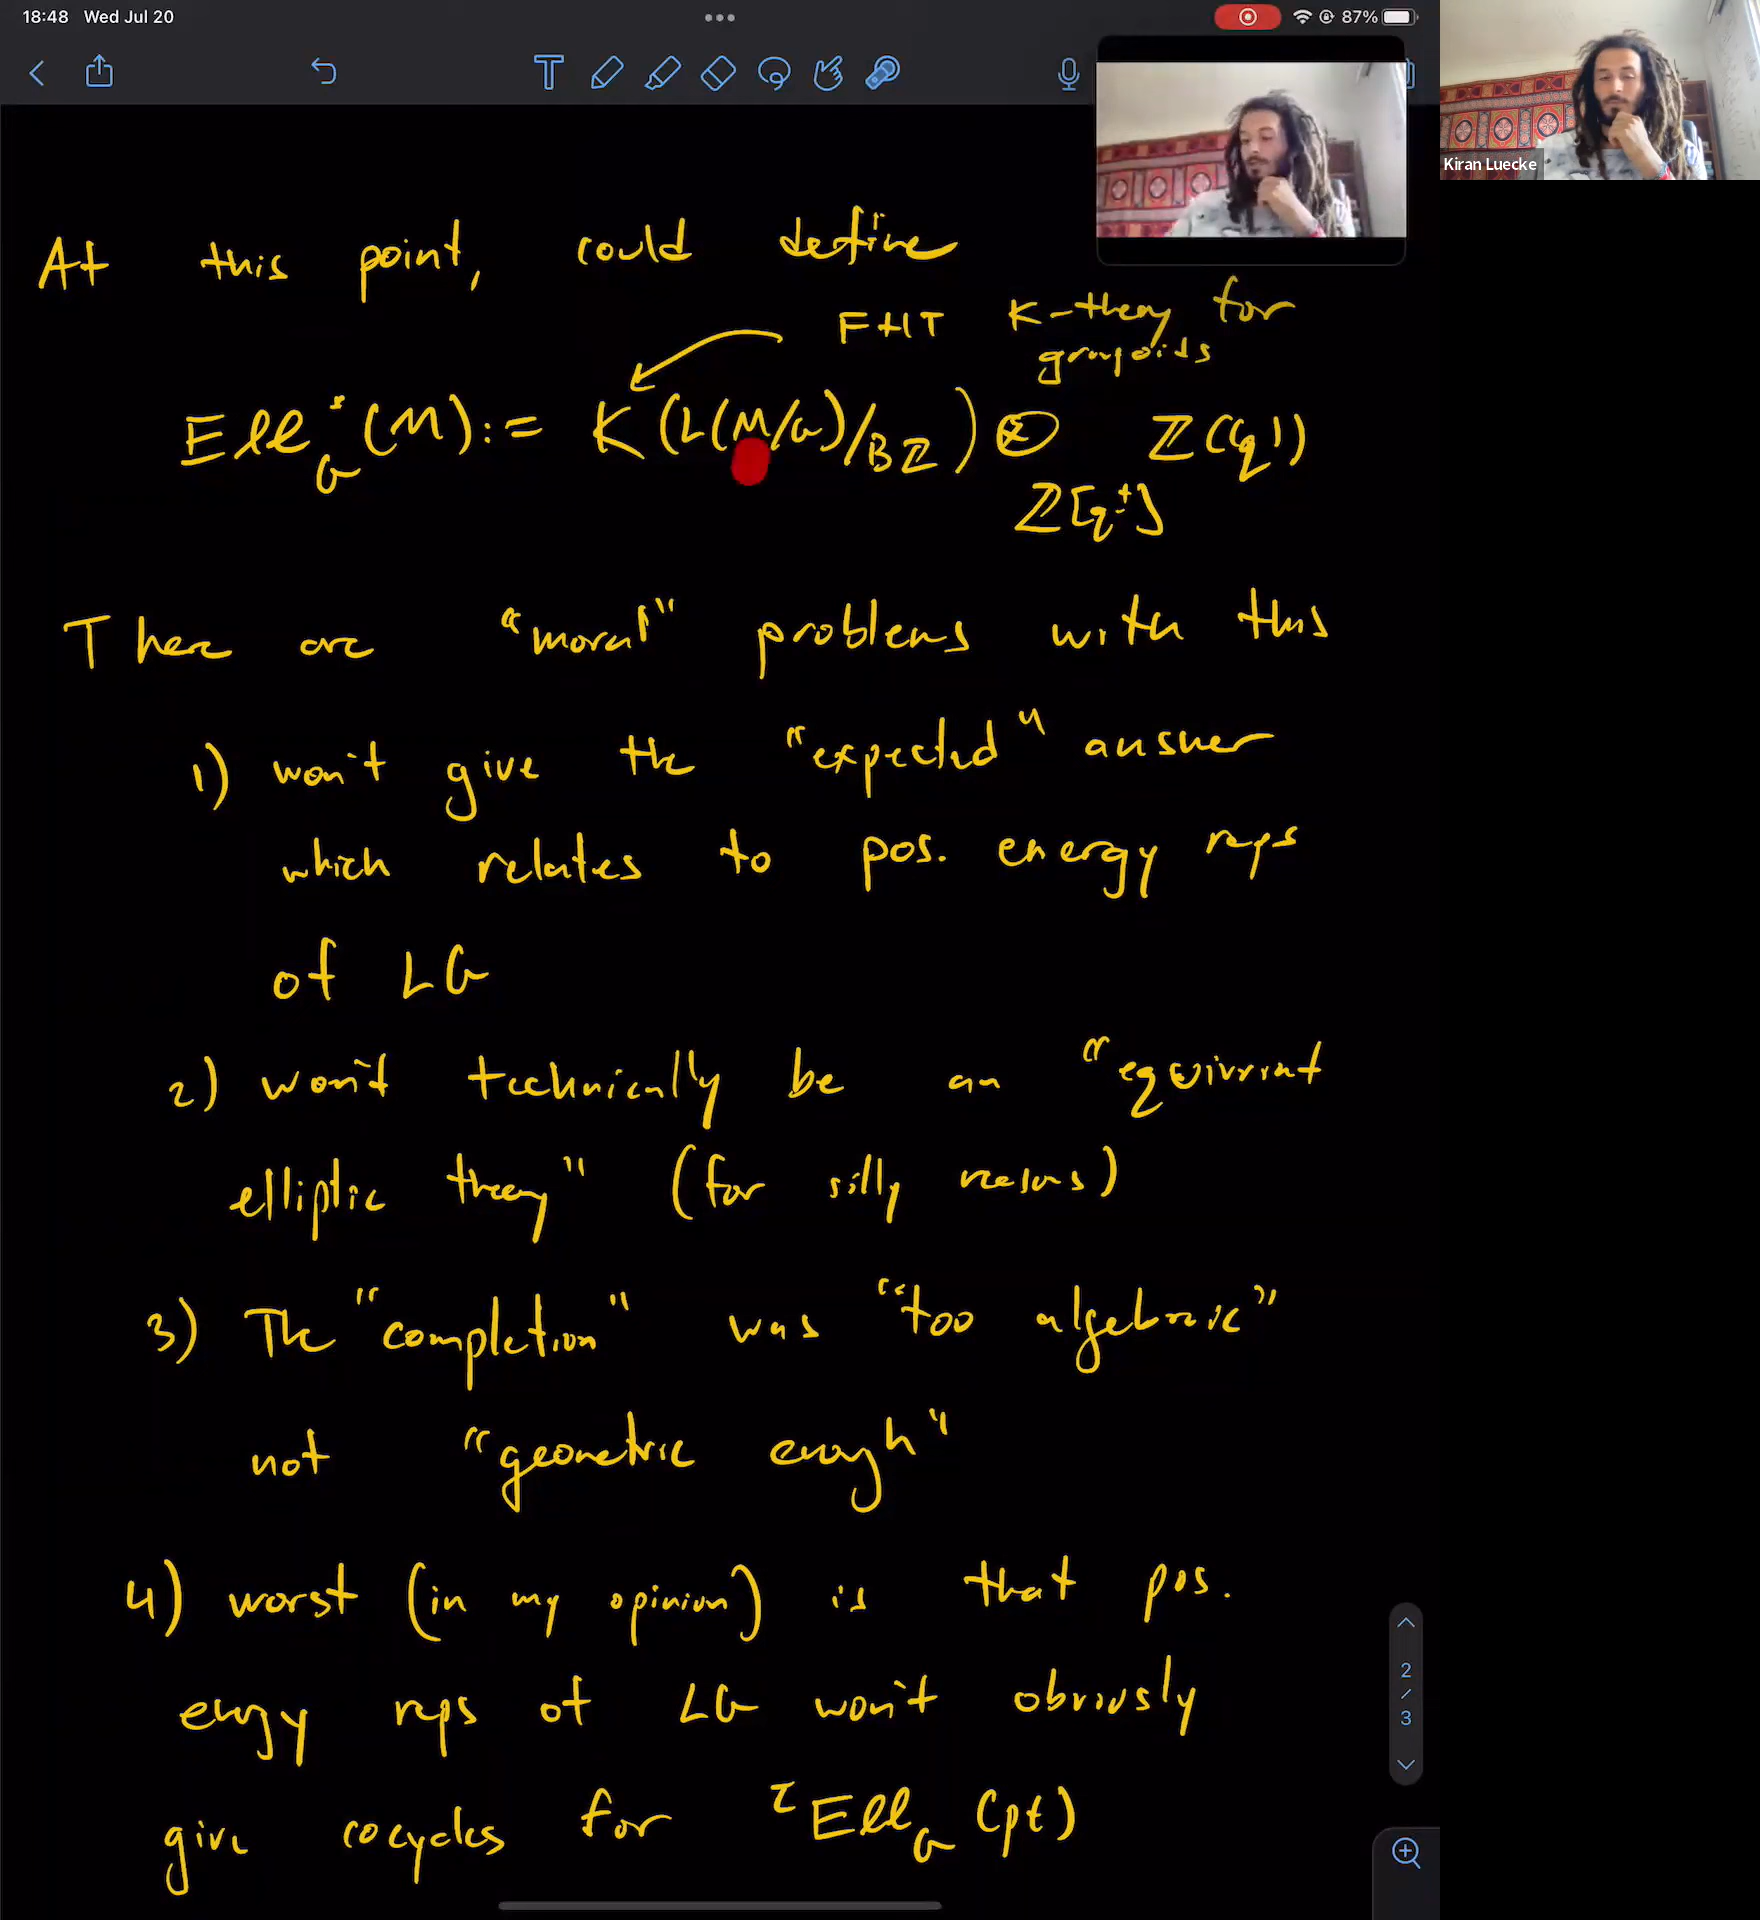 18:48 Wed Jul 20
87%
Kiran Luecke
At this point, could define
FHT K-theory for
groupoids
Ell*_G(M) := K(L(M/G)/Bℤ) ⊗ ℤ((q))
ℤ[q^±]
There are "moral" problems with this
1) won't give the "expected" answer
which relates to pos. energy reps
of LG
2) won't technically be an "equivrint
elliptic theory" (for silly reasons)
3) The "completion" was "too algebraic"
not "geometric enough"
4) worst (in my opinion) is that pos.
energy reps of LG won't obviously
give cocycles for ^τEll_G(pt)
2
/
3